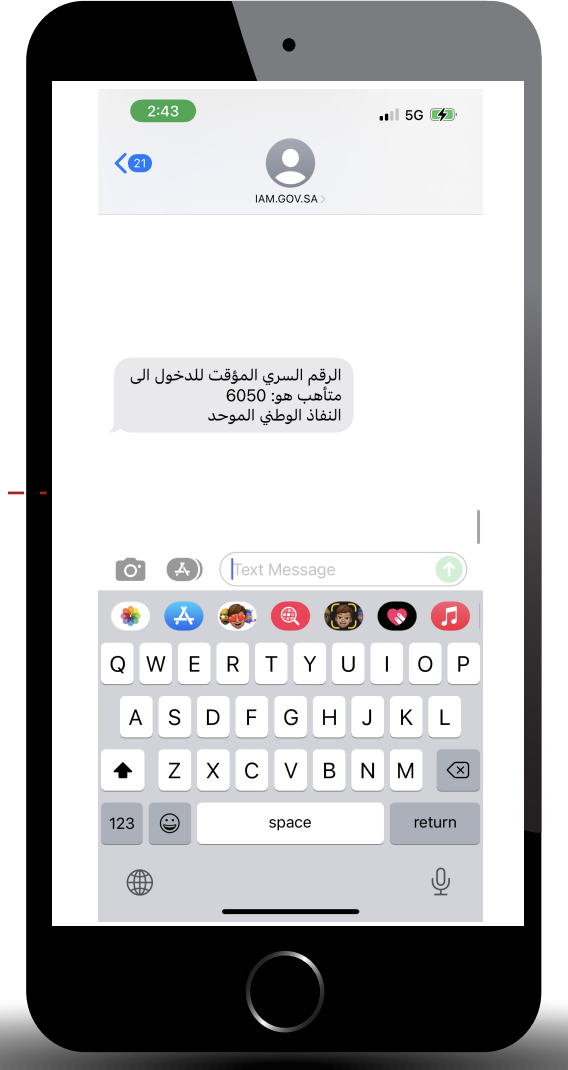 2:43
5G
21
IAM.GOV.SA
الرقم السري المؤقت للدخول الى
متأهب هو: 6050
النفاذ الوطني الموحد
Text Message
Q W E R T Y U I O P
A S D F G H J K L
Z X C V B N M
123 space return